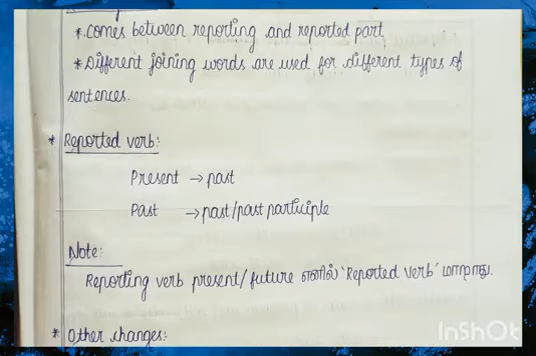 * Comes between reporting and reported part
* Different joining words are used for different types of
sentences.
* Reported verb:
Present → past
Past → past/past participle
Note:
Reporting verb present/future எனில் 'Reported verb' மாறாது.
* Other changes:
InShOt